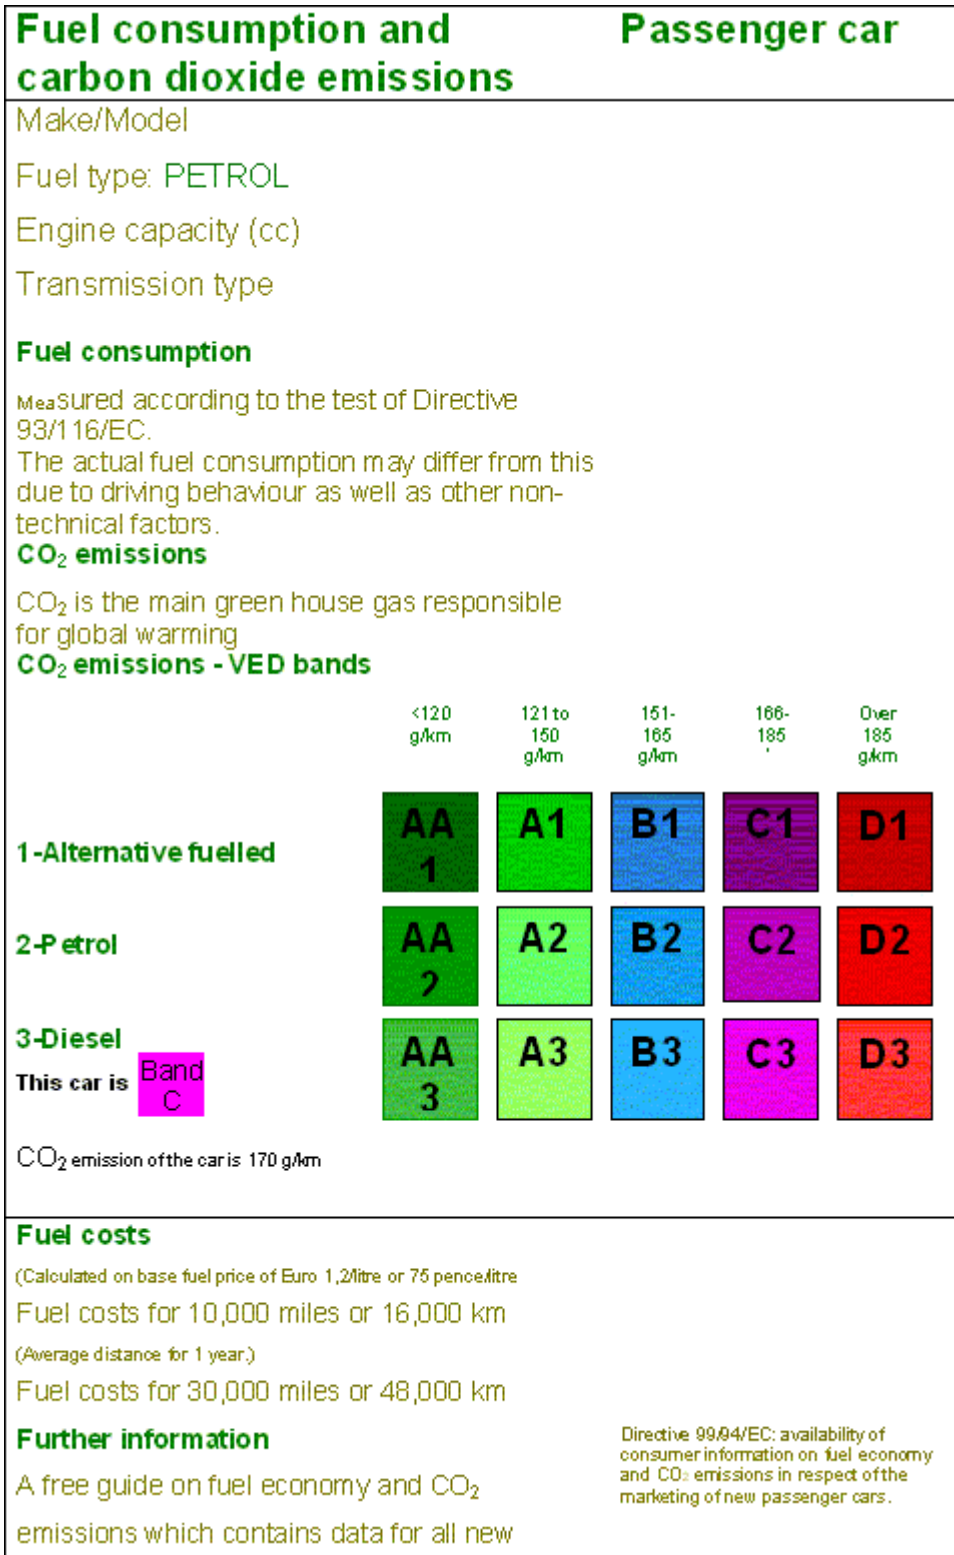 Fuel consumption and Passenger car
carbon dioxide emissions
Make/Model
Fuel type: PETROL
Engine capacity (cc)
Transmission type
Fuel consumption
Measured according to the test of Directive
93/116/EC.
The actual fuel consumption may differ from this
due to driving behaviour as well as other non-
technical factors.
CO₂ emissions
CO₂ is the main green house gas responsible
for global warming
CO₂ emissions - VED bands
<120 121 to 151- 166- Over
g/km 150 165 185 185
g/km g/km ' g/km
AA A1 B1 C1 D1
1-Alternative fuelled
1
2-Petrol AA A2 B2 C2 D2
2
3-Diesel AA A3 B3 C3 D3
This car is Band
C 3
CO₂ emission of the car is 170 g/km
Fuel costs
(Calculated on base fuel price of Euro 1,2/litre or 75 pence/litre
Fuel costs for 10,000 miles or 16,000 km
(Average distance for 1 year.)
Fuel costs for 30,000 miles or 48,000 km
Further information
A free guide on fuel economy and CO₂
emissions which contains data for all new
Directive 99/94/EC: availability of
consumer information on fuel economy
and CO₂ emissions in respect of the
marketing of new passenger cars.